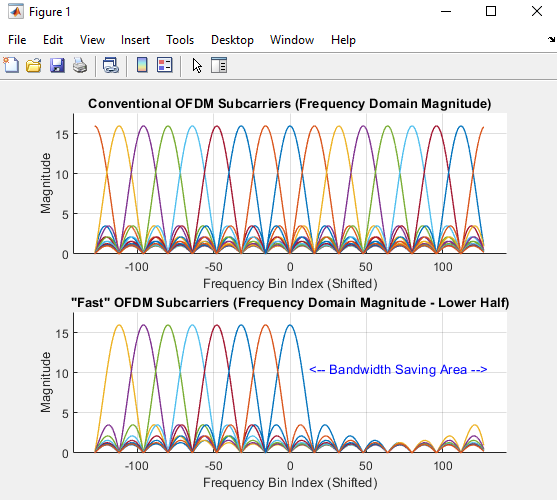 Figure 1
File Edit View Insert Tools Desktop Window Help
Conventional OFDM Subcarriers (Frequency Domain Magnitude)
Magnitude
15
10
5
0
-100 -50 0 50 100
Frequency Bin Index (Shifted)
"Fast" OFDM Subcarriers (Frequency Domain Magnitude - Lower Half)
Magnitude
15
10
5
0
<-- Bandwidth Saving Area -->
-100 -50 0 50 100
Frequency Bin Index (Shifted)